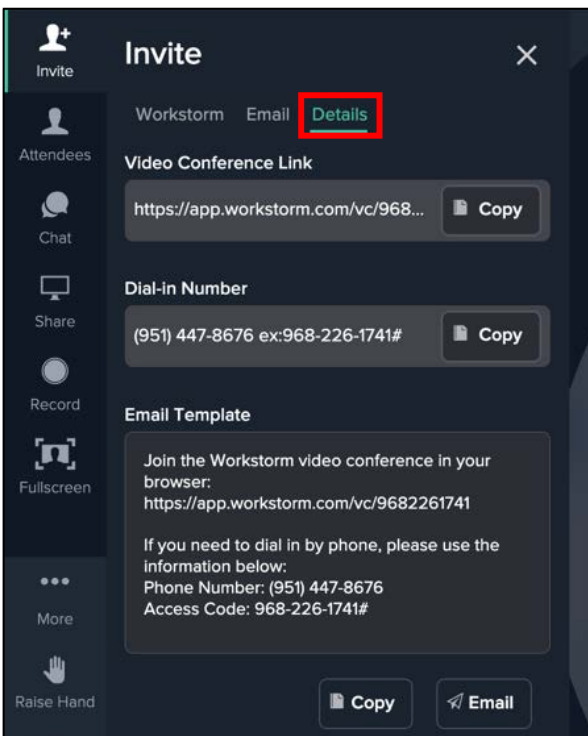 Invite
Attendees
Chat
Share
Record
Fullscreen
More
Raise Hand
Invite
Workstorm Email Details
Video Conference Link
https://app.workstorm.com/vc/968... Copy
Dial-in Number
(951) 447-8676 ex:968-226-1741# Copy
Email Template
Join the Workstorm video conference in your
browser:
https://app.workstorm.com/vc/9682261741
If you need to dial in by phone, please use the
information below:
Phone Number: (951) 447-8676
Access Code: 968-226-1741#
Copy Email